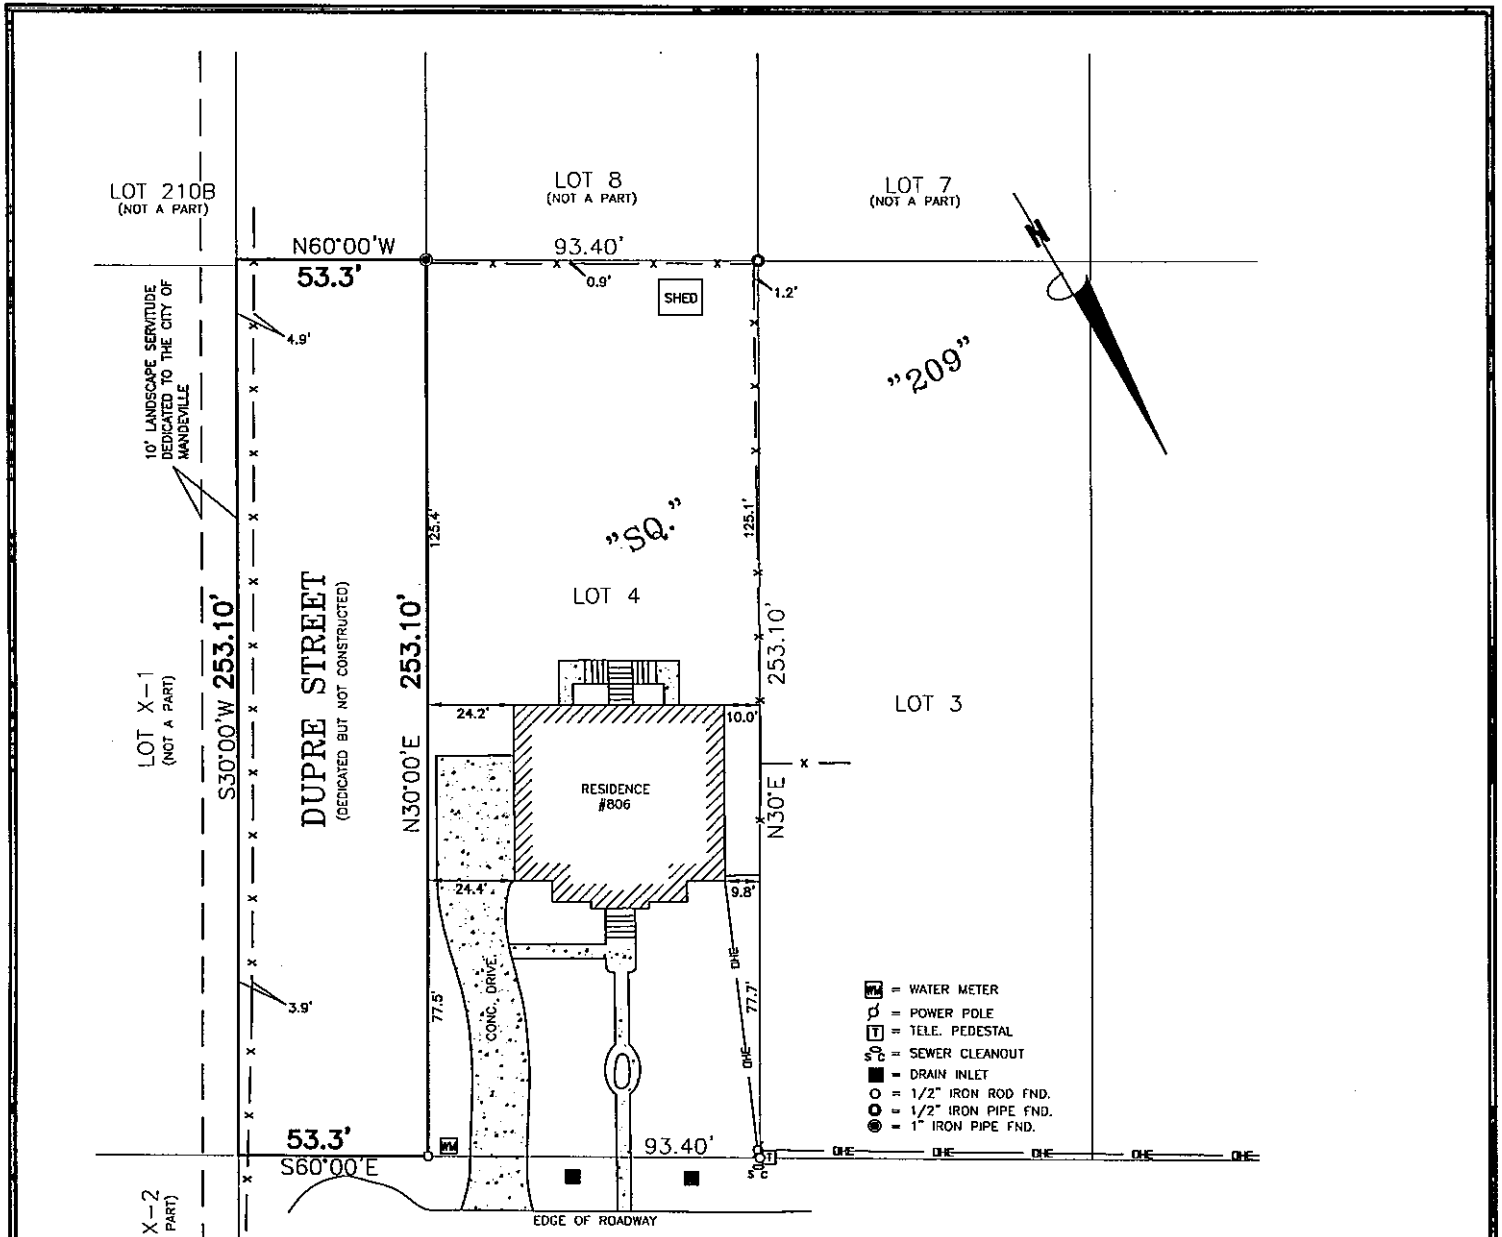 LOT 210B
(NOT A PART)
LOT 8
(NOT A PART)
LOT 7
(NOT A PART)
N
N60°00'W
53.3'
93.40'
0.9'
SHED
1.2'
4.9'
10' LANDSCAPE SERVITUDE
DEDICATED TO THE CITY OF
MANDEVILLE
"209"
"SQ."
125.4'
125.1'
LOT 4
S30°00'W 253.10'
DUPRE STREET
(DEDICATED BUT NOT CONSTRUCTED)
N30°00'E 253.10'
N30°E 253.10'
LOT X-1
(NOT A PART)
LOT 3
24.2'
10.0'
RESIDENCE
#806
24.4'
9.8'
CONC. DRIVE
77.5'
77.7'
OHE
OHE
3.9'
WM = WATER METER
= POWER POLE
T = TELE. PEDESTAL
S C = SEWER CLEANOUT
= DRAIN INLET
= 1/2" IRON ROD FND.
= 1/2" IRON PIPE FND.
= 1" IRON PIPE FND.
53.3'
S60°00'E
WM
93.40'
T
S C
OHE OHE OHE OHE OHE
X-2
PART)
EDGE OF ROADWAY